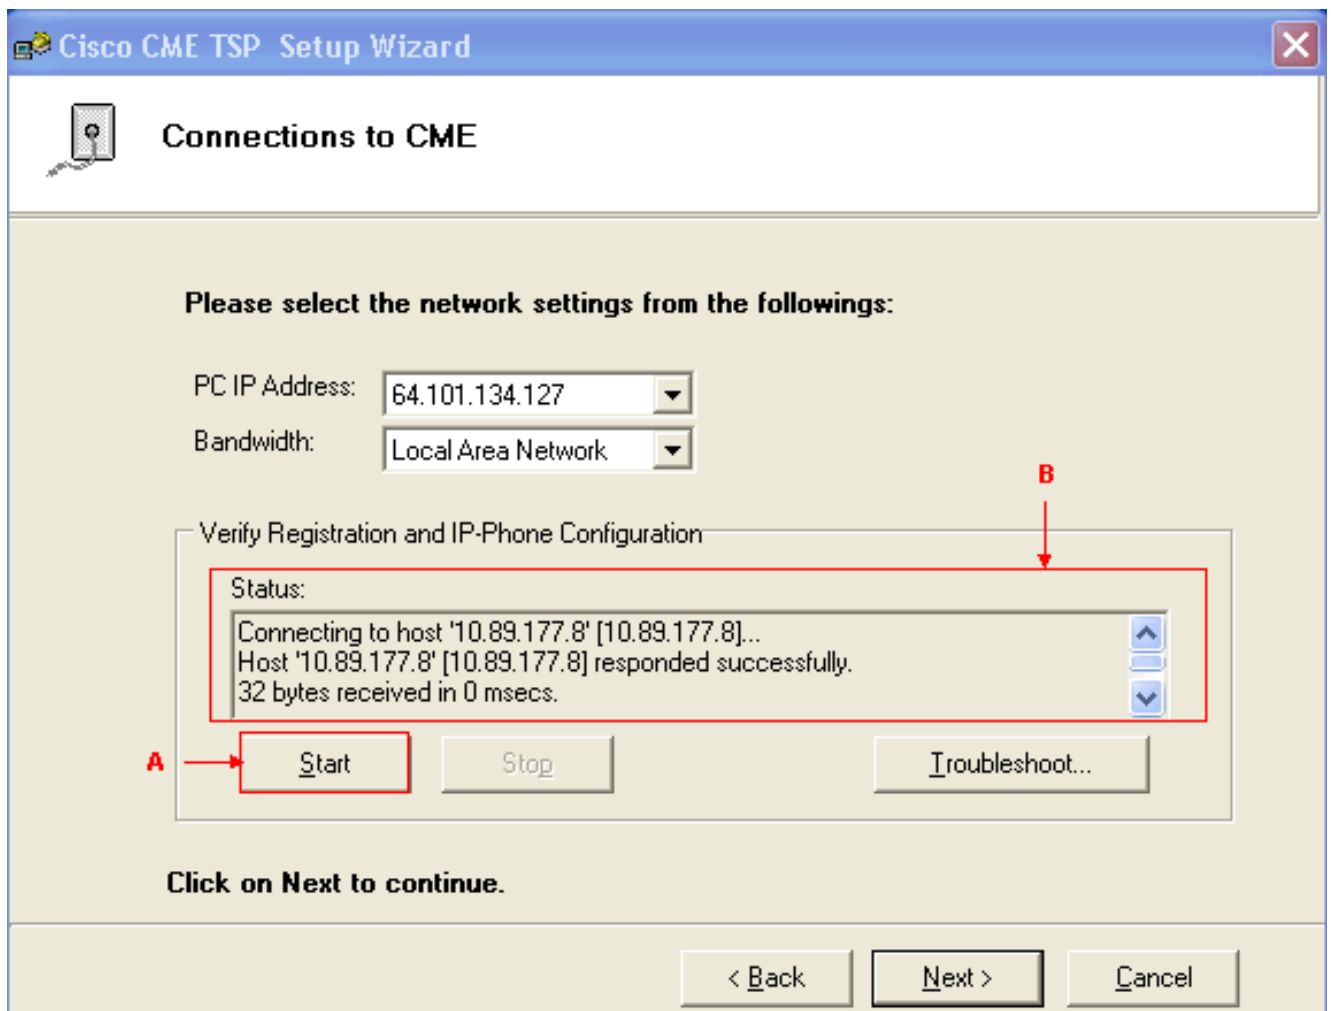 Cisco CME TSP  Setup Wizard
Connections to CME
Please select the network settings from the followings:
PC IP Address:
64.101.134.127
Bandwidth:
Local Area Network
B
Verify Registration and IP-Phone Configuration
Status:
Connecting to host '10.89.177.8' [10.89.177.8]...
Host '10.89.177.8' [10.89.177.8] responded successfully.
32 bytes received in 0 msecs.
A
Start
Stop
Troubleshoot...
Click on Next to continue.
< Back
Next >
Cancel